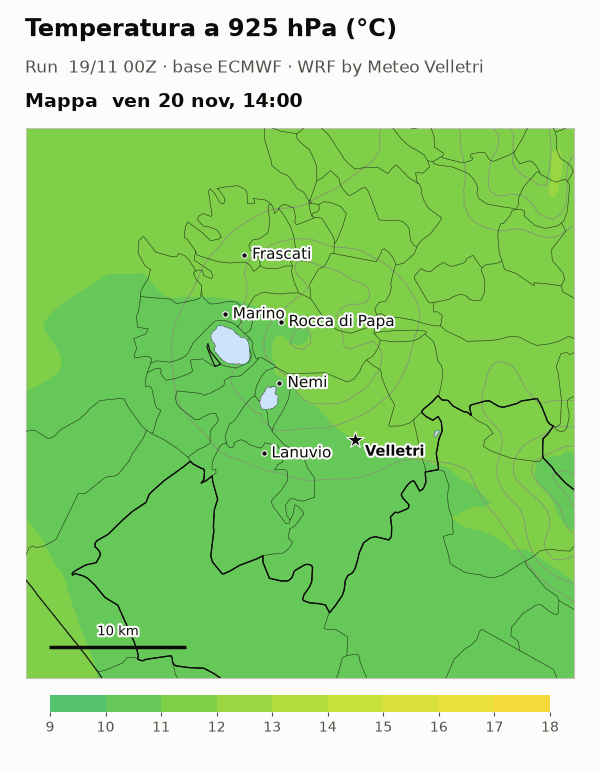 Temperatura a 925 hPa (°C)
Run  19/11 00Z · base ECMWF · WRF by Meteo Velletri
Mappa  ven 20 nov, 14:00
Frascati
Marino
Rocca di Papa
Nemi
Velletri
Lanuvio
10 km
9 10 11 12 13 14 15 16 17 18